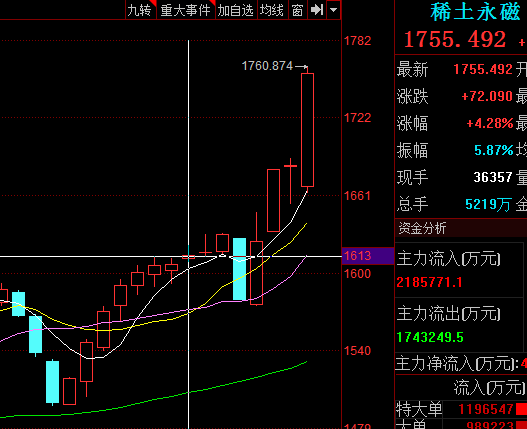 九转 重大事件 加自选 均线 窗
稀土永磁
1755.492 +
1782
1760.874
1722
1661
1613
1600
1540
1479
最新 1755.492 开
涨跌 +72.090 最
涨幅 +4.28% 最
振幅 5.87% 均
现手 36357 量
总手 5219万 金
资金分析
主力流入(万元)
2185771.1
主力流出(万元)
1743249.5
主力净流入(万元):4
流入(万元)
特大单 1196547
大单 989223